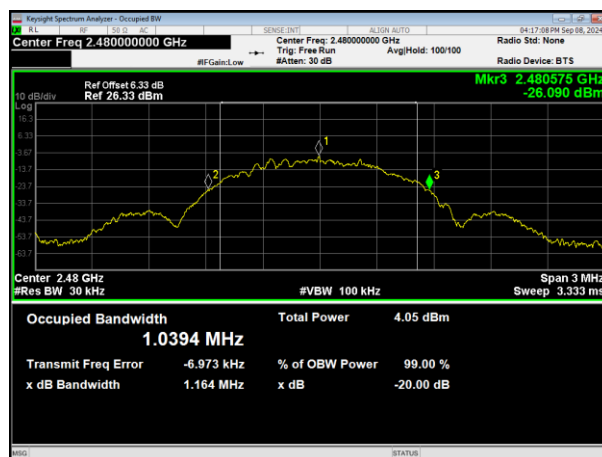 Keysight Spectrum Analyzer - Occupied BW
RL RF 50 Ω AC SENSE:INT ALIGN AUTO 04:17:08 PM Sep 08, 2024
Center Freq 2.480000000 GHz Center Freq: 2.480000000 GHz Radio Std: None
Trig: Free Run Avg|Hold: 100/100
#IFGain:Low #Atten: 30 dB Radio Device: BTS
Ref Offset 6.33 dB Mkr3 2.480575 GHz
10 dB/div Ref 26.33 dBm -26.090 dBm
Log
16.3
6.33
-3.67
-13.7
-23.7
-33.7
-43.7
-53.7
-63.7
1
2
3
Center 2.48 GHz Span 3 MHz
#Res BW 30 kHz #VBW 100 kHz Sweep 3.333 ms
Occupied Bandwidth Total Power 4.05 dBm
1.0394 MHz
Transmit Freq Error -6.973 kHz % of OBW Power 99.00 %
x dB Bandwidth 1.164 MHz x dB -20.00 dB
MSG STATUS